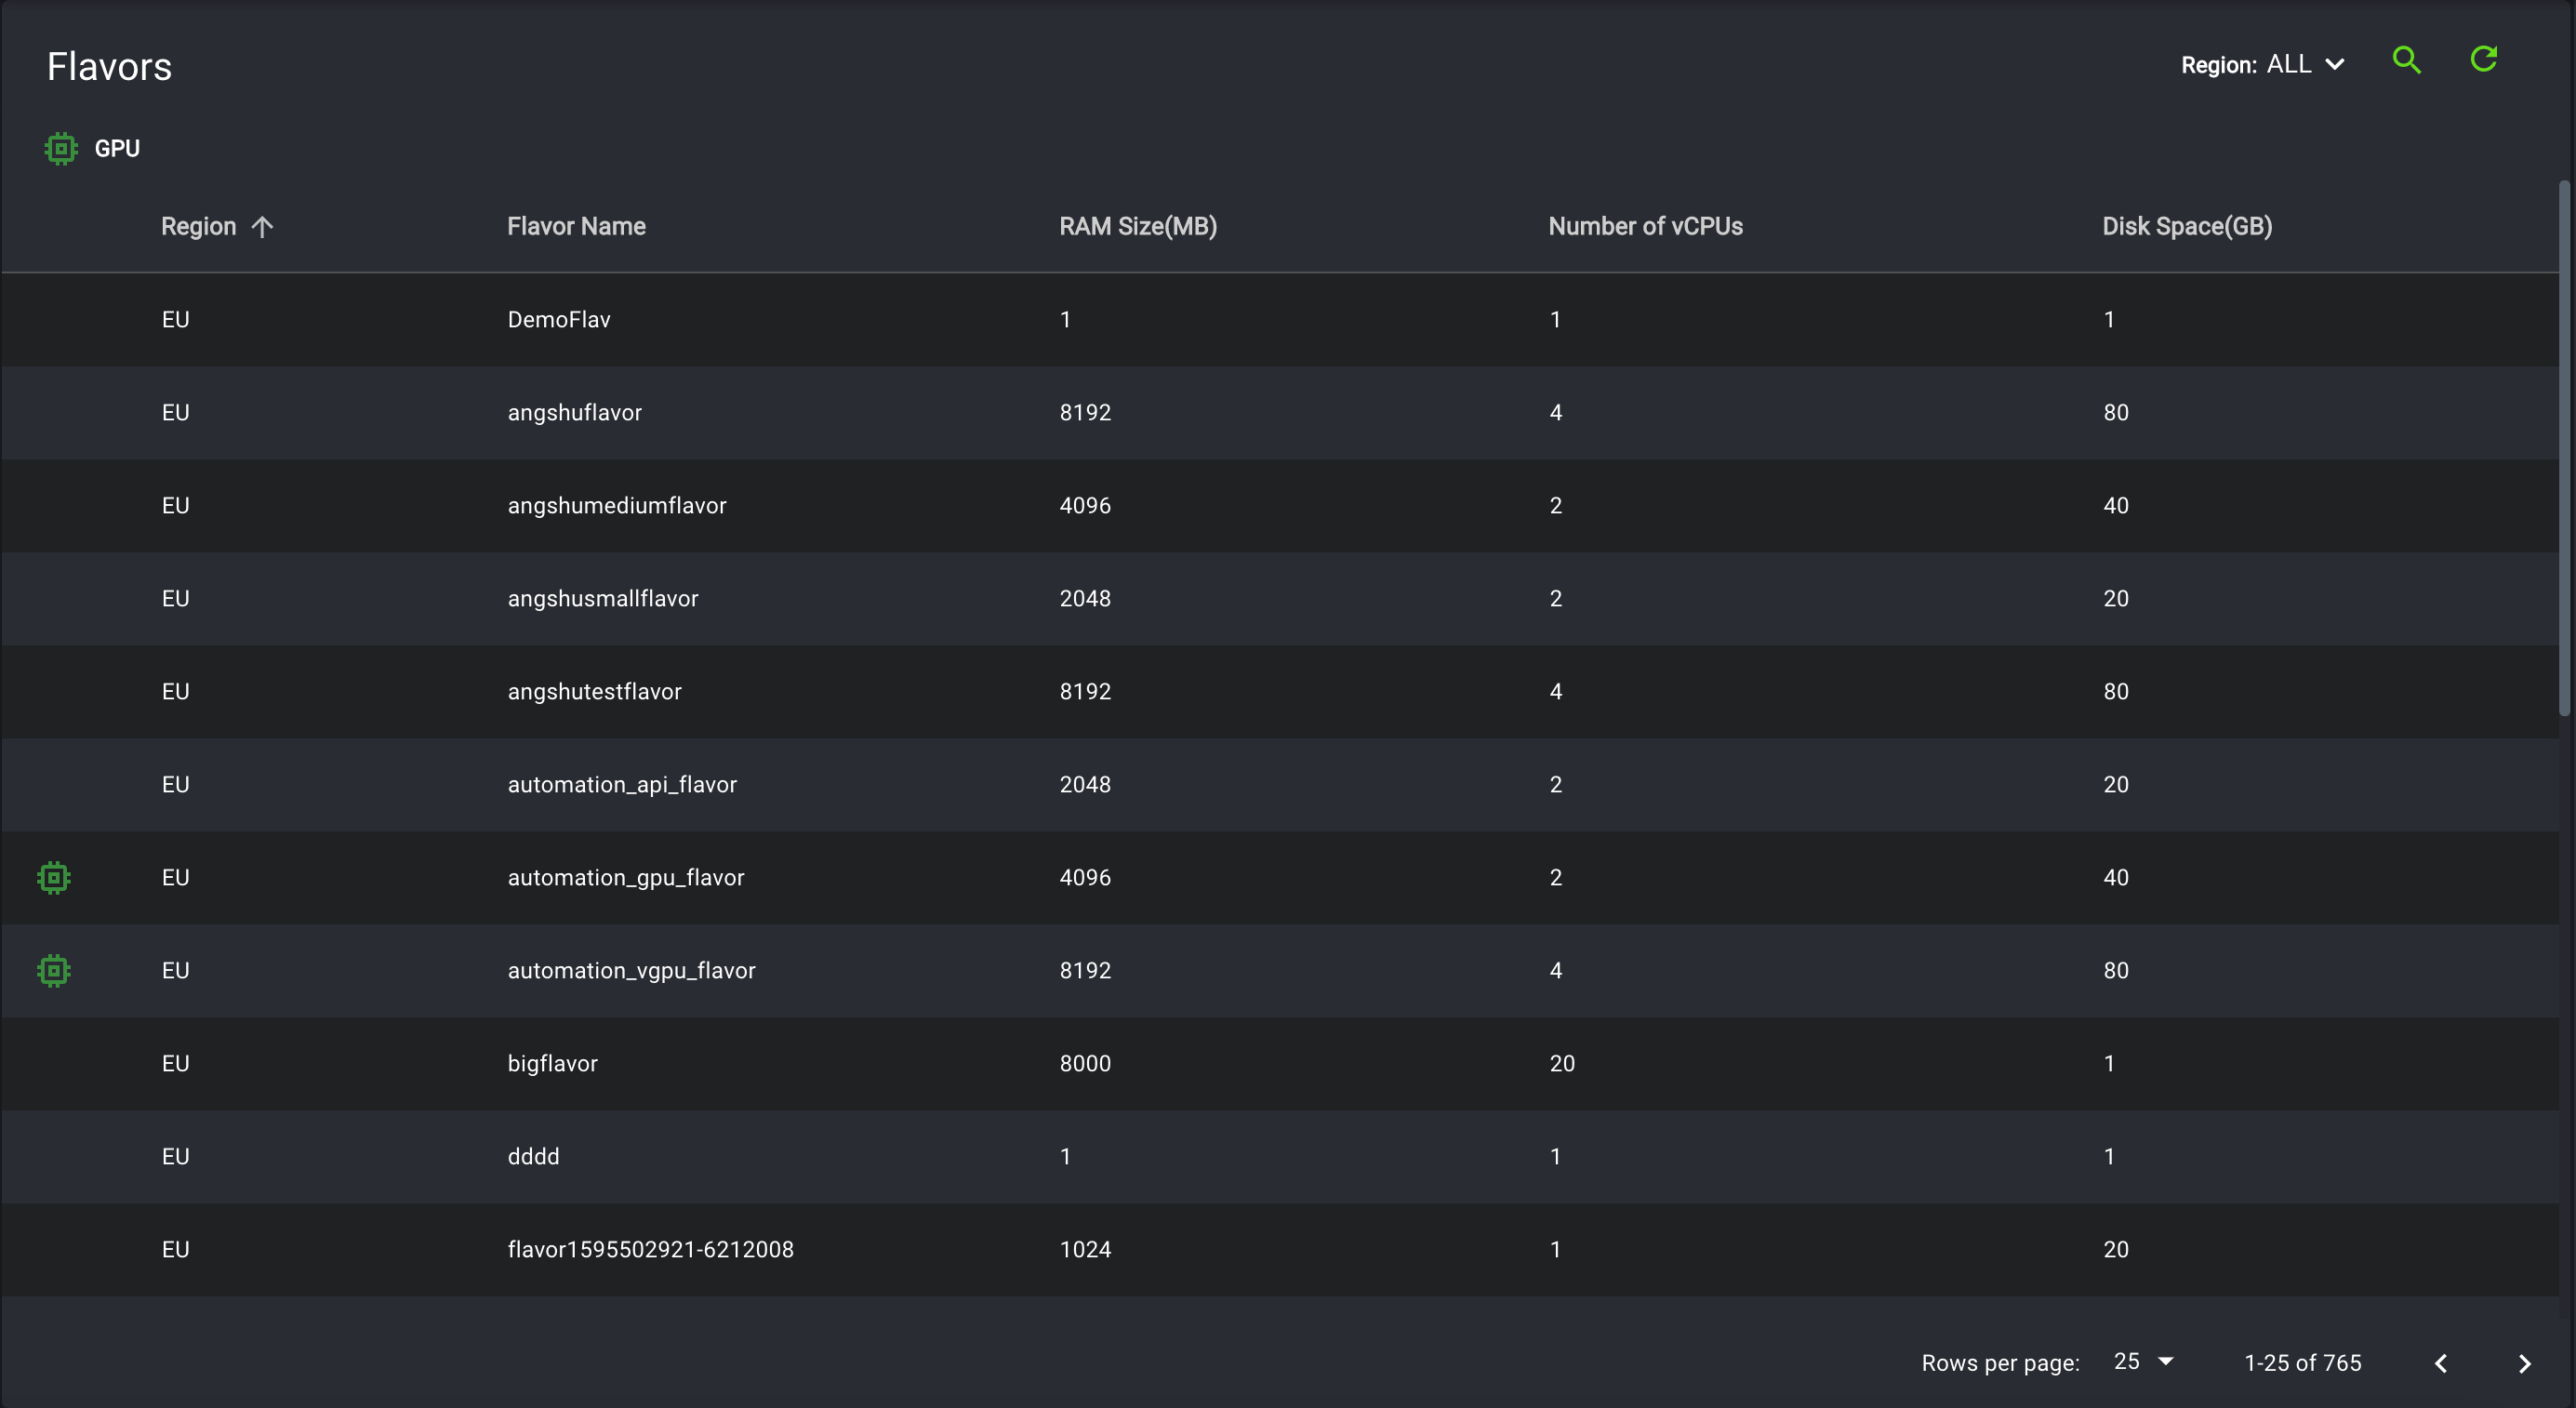 Flavors
Region: ALL
GPU
Region Flavor Name RAM Size(MB) Number of vCPUs Disk Space(GB)
EU DemoFlav 1 1 1
EU angshuflavor 8192 4 80
EU angshumediumflavor 4096 2 40
EU angshusmallflavor 2048 2 20
EU angshutestflavor 8192 4 80
EU automation_api_flavor 2048 2 20
EU automation_gpu_flavor 4096 2 40
EU automation_vgpu_flavor 8192 4 80
EU bigflavor 8000 20 1
EU dddd 1 1 1
EU flavor1595502921-6212008 1024 1 20
Rows per page: 25 1-25 of 765